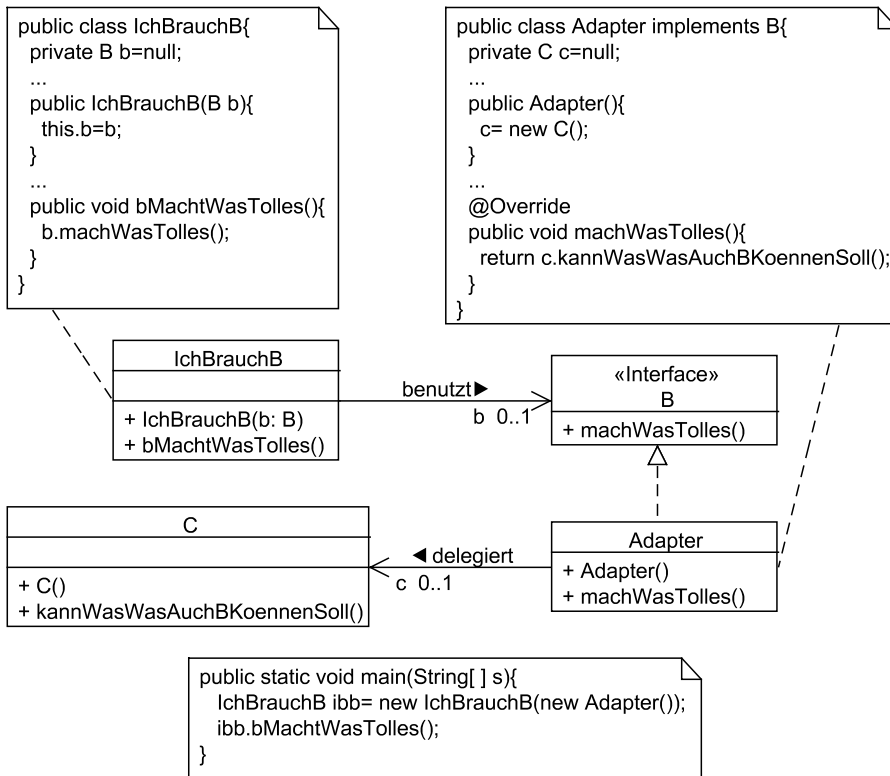 public class IchBrauchB{
private B b=null;
...
public IchBrauchB(B b){
this.b=b;
}
...
public void bMachtWasTolles(){
b.machWasTolles();
}
}
public class Adapter implements B{
private C c=null;
...
public Adapter(){
c= new C();
}
...
@Override
public void machWasTolles(){
return c.kannWasWasAuchBKoennenSoll();
}
}
IchBrauchB
+ IchBrauchB(b: B)
+ bMachtWasTolles()
benutzt▶
b 0..1
«Interface»
B
+ machWasTolles()
C
+ C()
+ kannWasWasAuchBKoennenSoll()
◀ delegiert
c 0..1
Adapter
+ Adapter()
+ machWasTolles()
public static void main(String[ ] s){
IchBrauchB ibb= new IchBrauchB(new Adapter());
ibb.bMachtWasTolles();
}